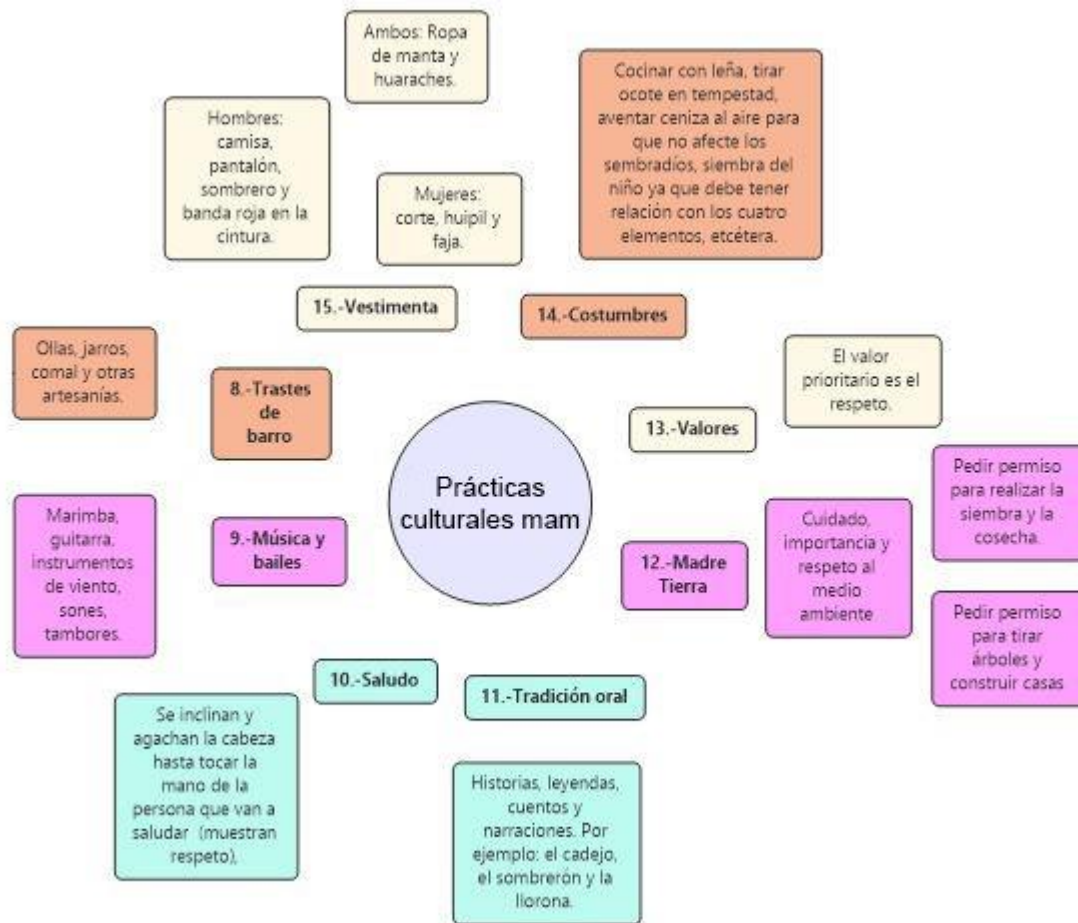 Ambos: Ropa
de manta y
huaraches.
Hombres:
camisa,
pantalón,
sombrero y
banda roja en la
cintura.
Mujeres:
corte, huipil y
faja.
15.-Vestimenta
Cocinar con leña, tirar
ocote en tempestad,
aventar ceniza al aire para
que no afecte los
sembradíos, siembra del
niño ya que debe tener
relación con los cuatro
elementos, etcétera.
14.-Costumbres
Ollas, jarros,
comal y otras
artesanías.
8.-Trastes
de
barro
El valor
prioritario es el
respeto.
13.-Valores
Prácticas
culturales mam
Marimba,
guitarra,
instrumentos
de viento,
sones,
tambores.
9.-Música y
bailes
12.-Madre
Tierra
Cuidado,
importancia y
respeto al
medio
ambiente
Pedir permiso
para realizar la
siembra y la
cosecha.
Pedir permiso
para tirar
árboles y
construir casas
10.-Saludo
Se inclinan y
agachan la cabeza
hasta tocar la
mano de la
persona que van a
saludar (muestran
respeto),
11.-Tradición oral
Historias, leyendas,
cuentos y
narraciones. Por
ejemplo: el cadejo,
el sombrerón y la
llorona.